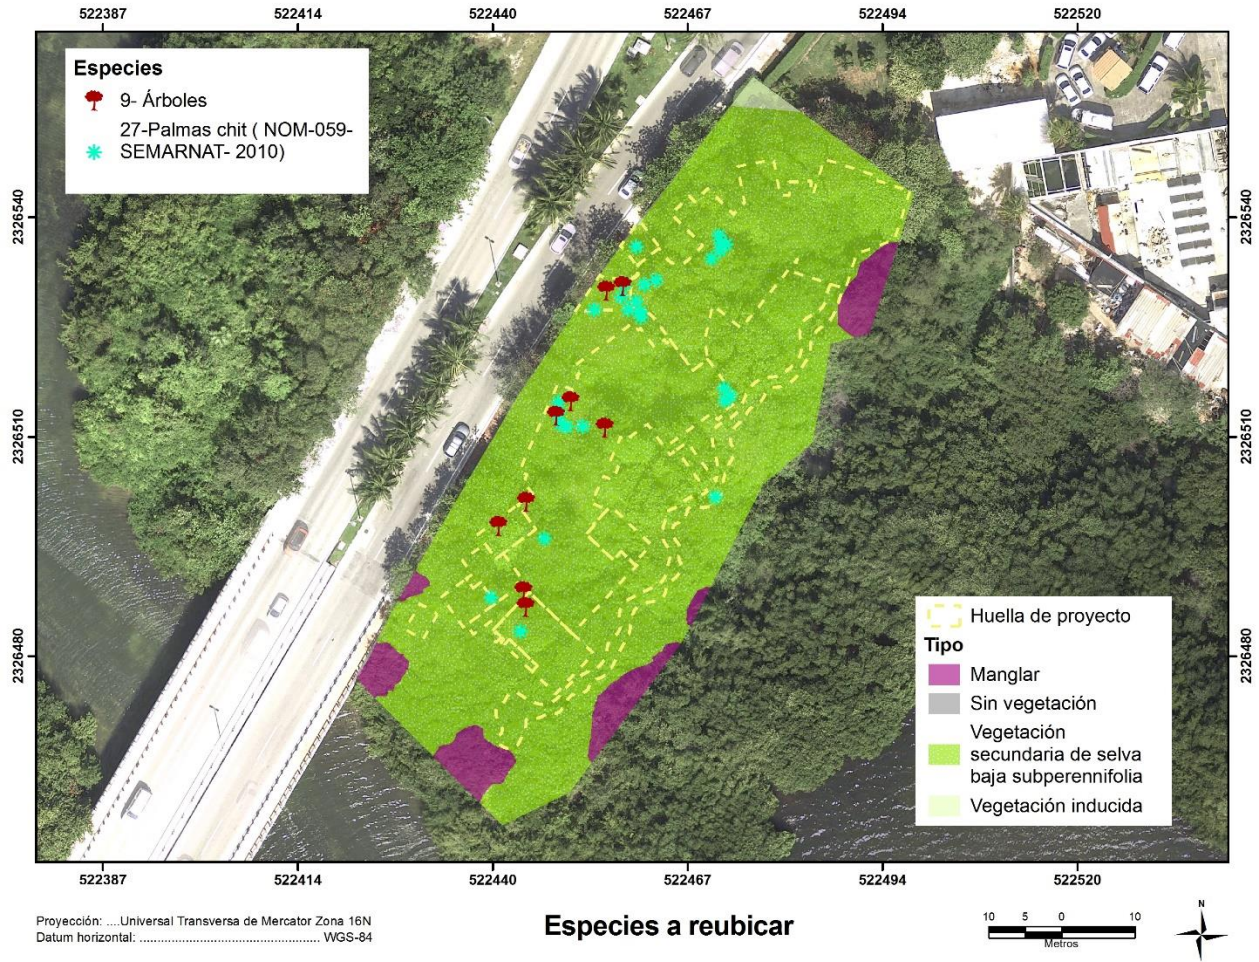 522387 522414 522440 522467 522494 522520
Especies
9- Árboles
27-Palmas chit ( NOM-059-
SEMARNAT- 2010)
2326540
2326540
2326510
2326510
2326480
2326480
Huella de proyecto
Tipo
Manglar
Sin vegetación
Vegetación
secundaria de selva
baja subperennifolia
Vegetación inducida
522387 522414 522440 522467 522494 522520
Proyección: ....Universal Transversa de Mercator Zona 16N
Datum horizontal: .................................................. WGS-84
Especies a reubicar
10 5 0 10
Metros
N